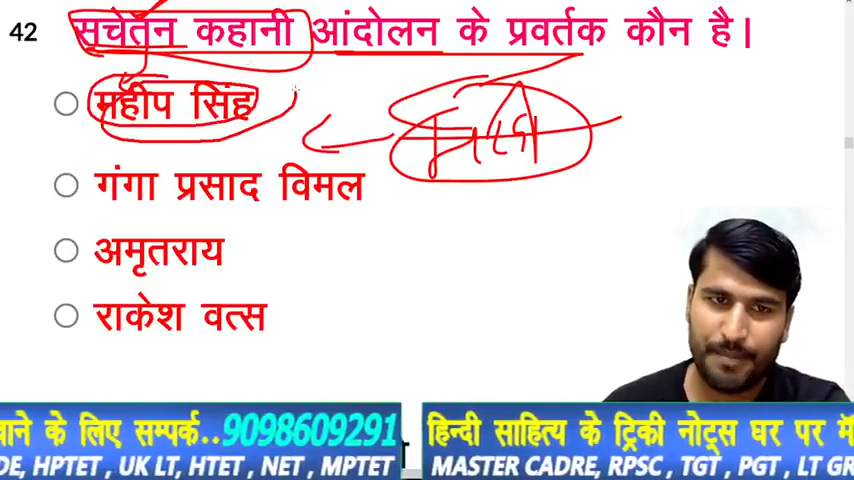 42 सचेतन कहानी आंदोलन के प्रवर्तक कौन है।
महीप सिंह
गंगा प्रसाद विमल
अमृतराय
राकेश वत्स
चाने के लिए सम्पर्क..9098609291 हिन्दी साहित्य के ट्रिकी नोट्स घर पर
DE, HPTET, UK LT, HTET, NET, MPTET MASTER CADRE, RPSC, TGT, PGT, LT GR